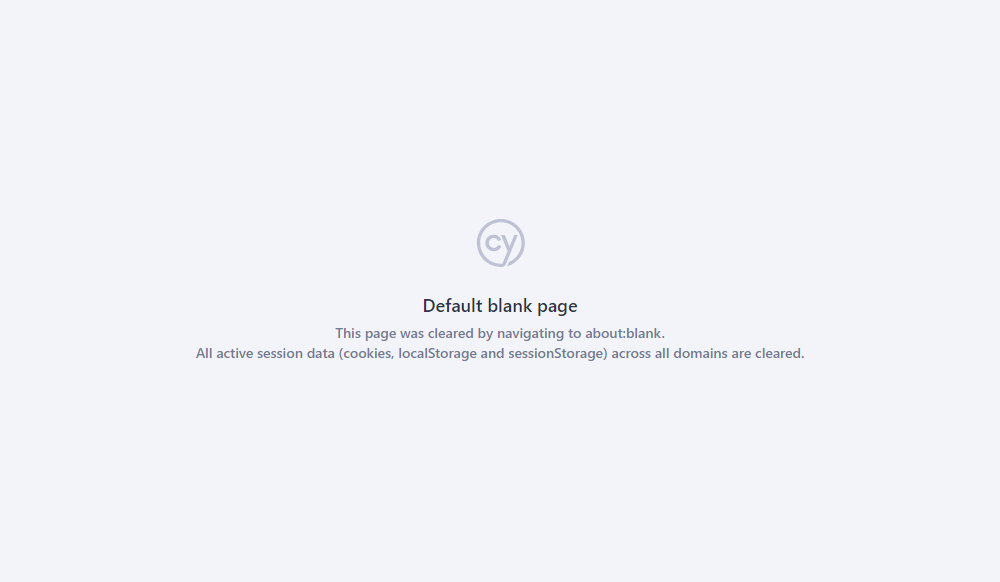 cy
Default blank page
This page was cleared by navigating to about:blank.
All active session data (cookies, localStorage and sessionStorage) across all domains are cleared.